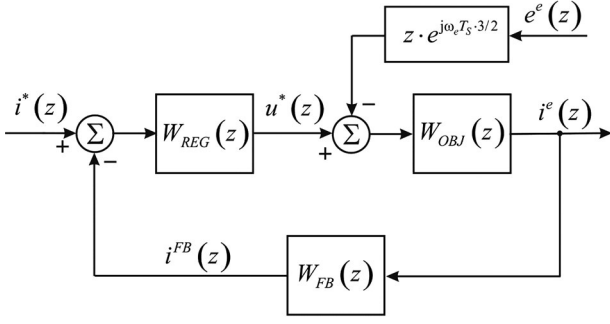 e^e(z)
z · e^{jω_e T_S · 3/2}
−
i^*(z)
u^*(z)
i^e(z)
Σ
W_{REG}(z)
Σ
W_{OBJ}(z)
+
−
+
i^{FB}(z)
W_{FB}(z)